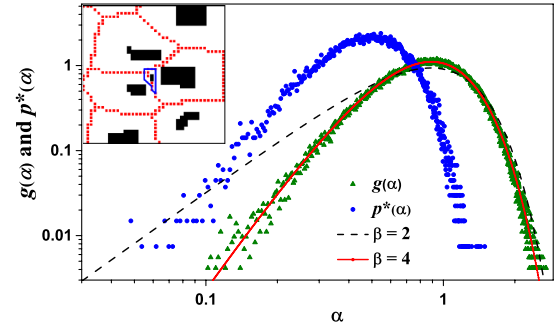 g(α) and p*(α)
1
0.1
0.01
g(α)
p*(α)
β = 2
β = 4
0.1
1
α